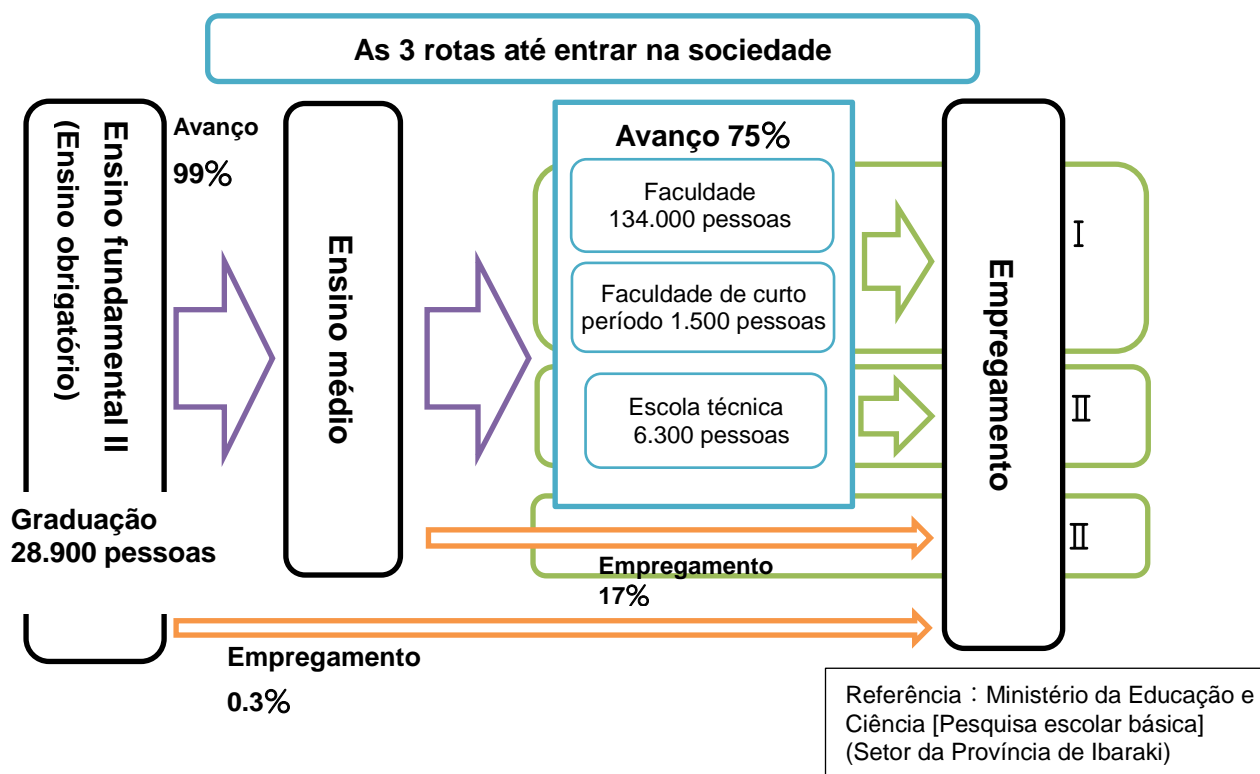 As 3 rotas até entrar na sociedade
Ensino fundamental II
(Ensino obrigatório)
Graduação
28.900 pessoas
Avanço
99%
Ensino médio
Avanço 75%
Faculdade
134.000 pessoas
Faculdade de curto
período 1.500 pessoas
Escola técnica
6.300 pessoas
Empregamento
Ⅰ
Ⅱ
Ⅱ
Empregamento
17%
Empregamento
0.3%
Referência：Ministério da Educação e
Ciência [Pesquisa escolar básica]
(Setor da Província de Ibaraki)